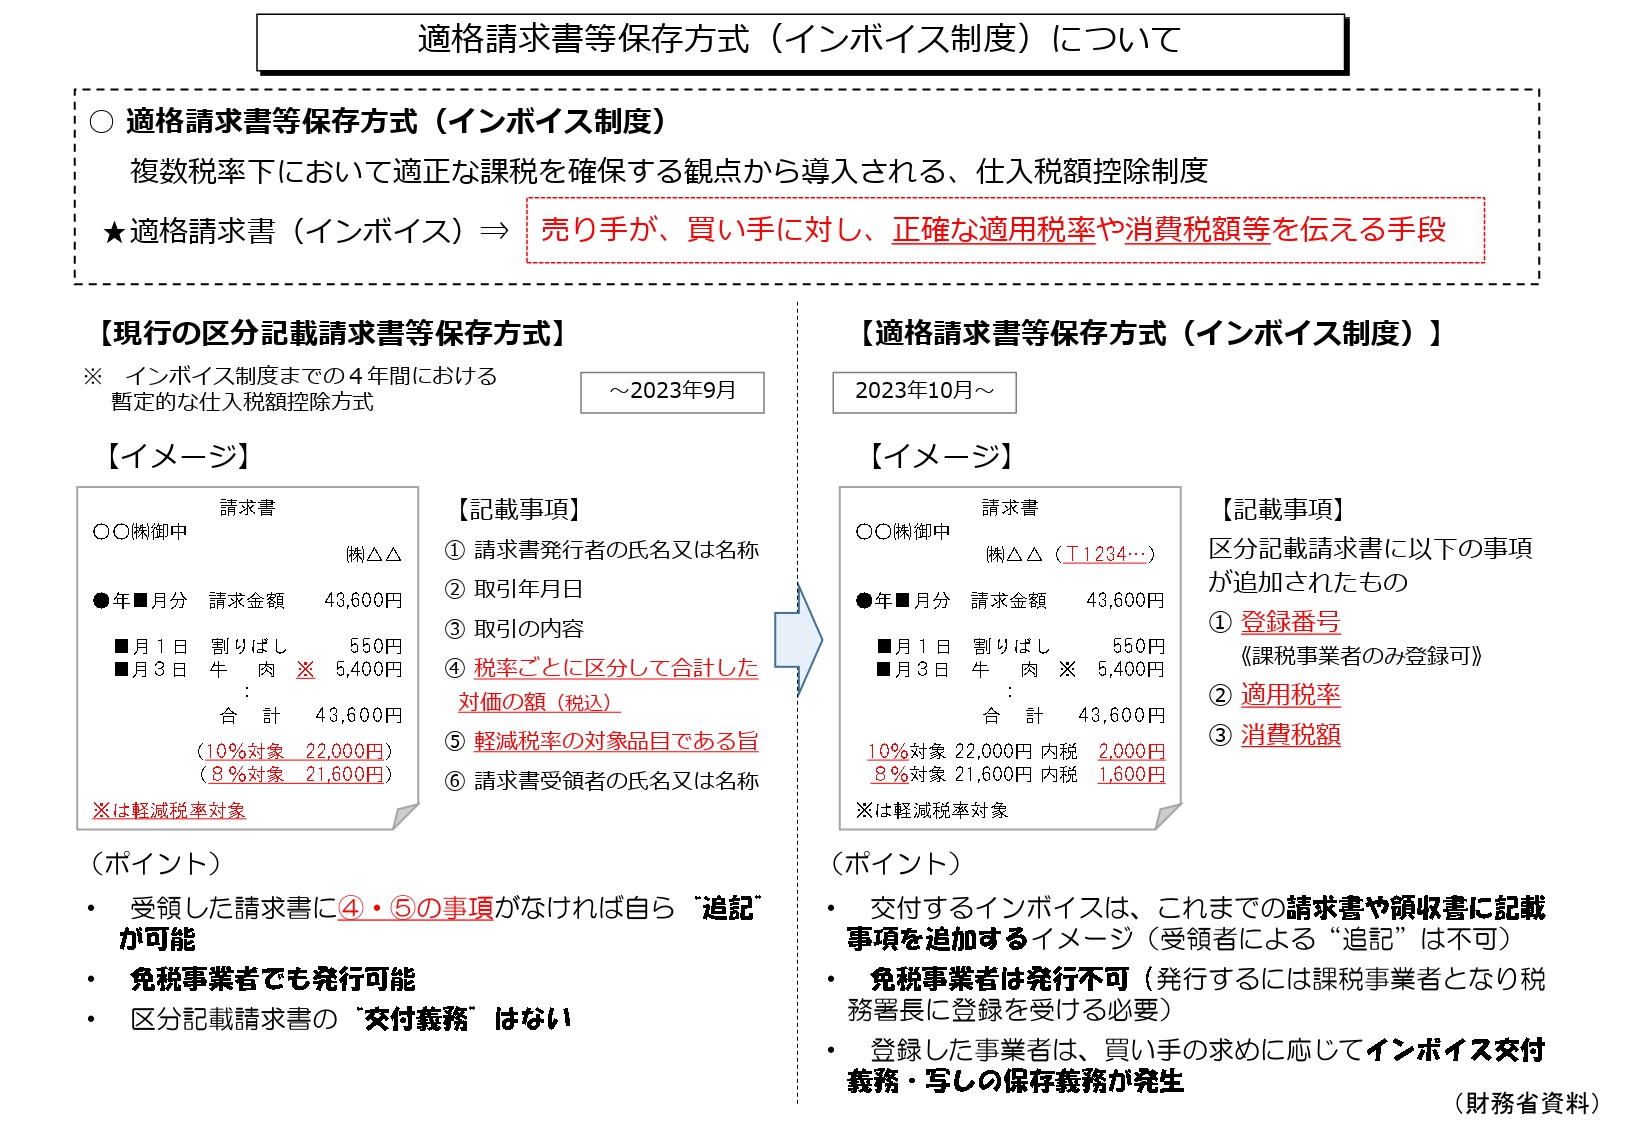 適格請求書等保存方式（インボイス制度）について
○ 適格請求書等保存方式（インボイス制度）
複数税率下において適正な課税を確保する観点から導入される、仕入税額控除制度
★適格請求書（インボイス）⇒ 売り手が、買い手に対し、正確な適用税率や消費税額等を伝える手段
【現行の区分記載請求書等保存方式】
※　インボイス制度までの４年間における
暫定的な仕入税額控除方式
～2023年9月
【イメージ】
請求書
〇〇㈱御中
㈱△△
●年■月分　請求金額　43,600円
■月１日　割りばし　550円
■月３日　牛　肉　※　5,400円
：
合　計　43,600円
（10％対象　22,000円）
（８％対象　21,600円）
※は軽減税率対象
【記載事項】
① 請求書発行者の氏名又は名称
② 取引年月日
③ 取引の内容
④ 税率ごとに区分して合計した
対価の額（税込）
⑤ 軽減税率の対象品目である旨
⑥ 請求書受領者の氏名又は名称
（ポイント）
・　受領した請求書に④・⑤の事項がなければ自ら “追記”
が可能
・　免税事業者でも発行可能
・　区分記載請求書の “交付義務” はない
【適格請求書等保存方式（インボイス制度）】
2023年10月～
【イメージ】
請求書
〇〇㈱御中
㈱△△（Ｔ1234…）
●年■月分　請求金額　43,600円
■月１日　割りばし　550円
■月３日　牛　肉　※　5,400円
：
合　計　43,600円
10％対象 22,000円 内税　2,000円
８％対象 21,600円 内税　1,600円
※は軽減税率対象
【記載事項】
区分記載請求書に以下の事項
が追加されたもの
① 登録番号
《課税事業者のみ登録可》
② 適用税率
③ 消費税額
（ポイント）
・　交付するインボイスは、これまでの請求書や領収書に記載
事項を追加するイメージ（受領者による“追記”は不可）
・　免税事業者は発行不可（発行するには課税事業者となり税
務署長に登録を受ける必要）
・　登録した事業者は、買い手の求めに応じてインボイス交付
義務・写しの保存義務が発生
（財務省資料）